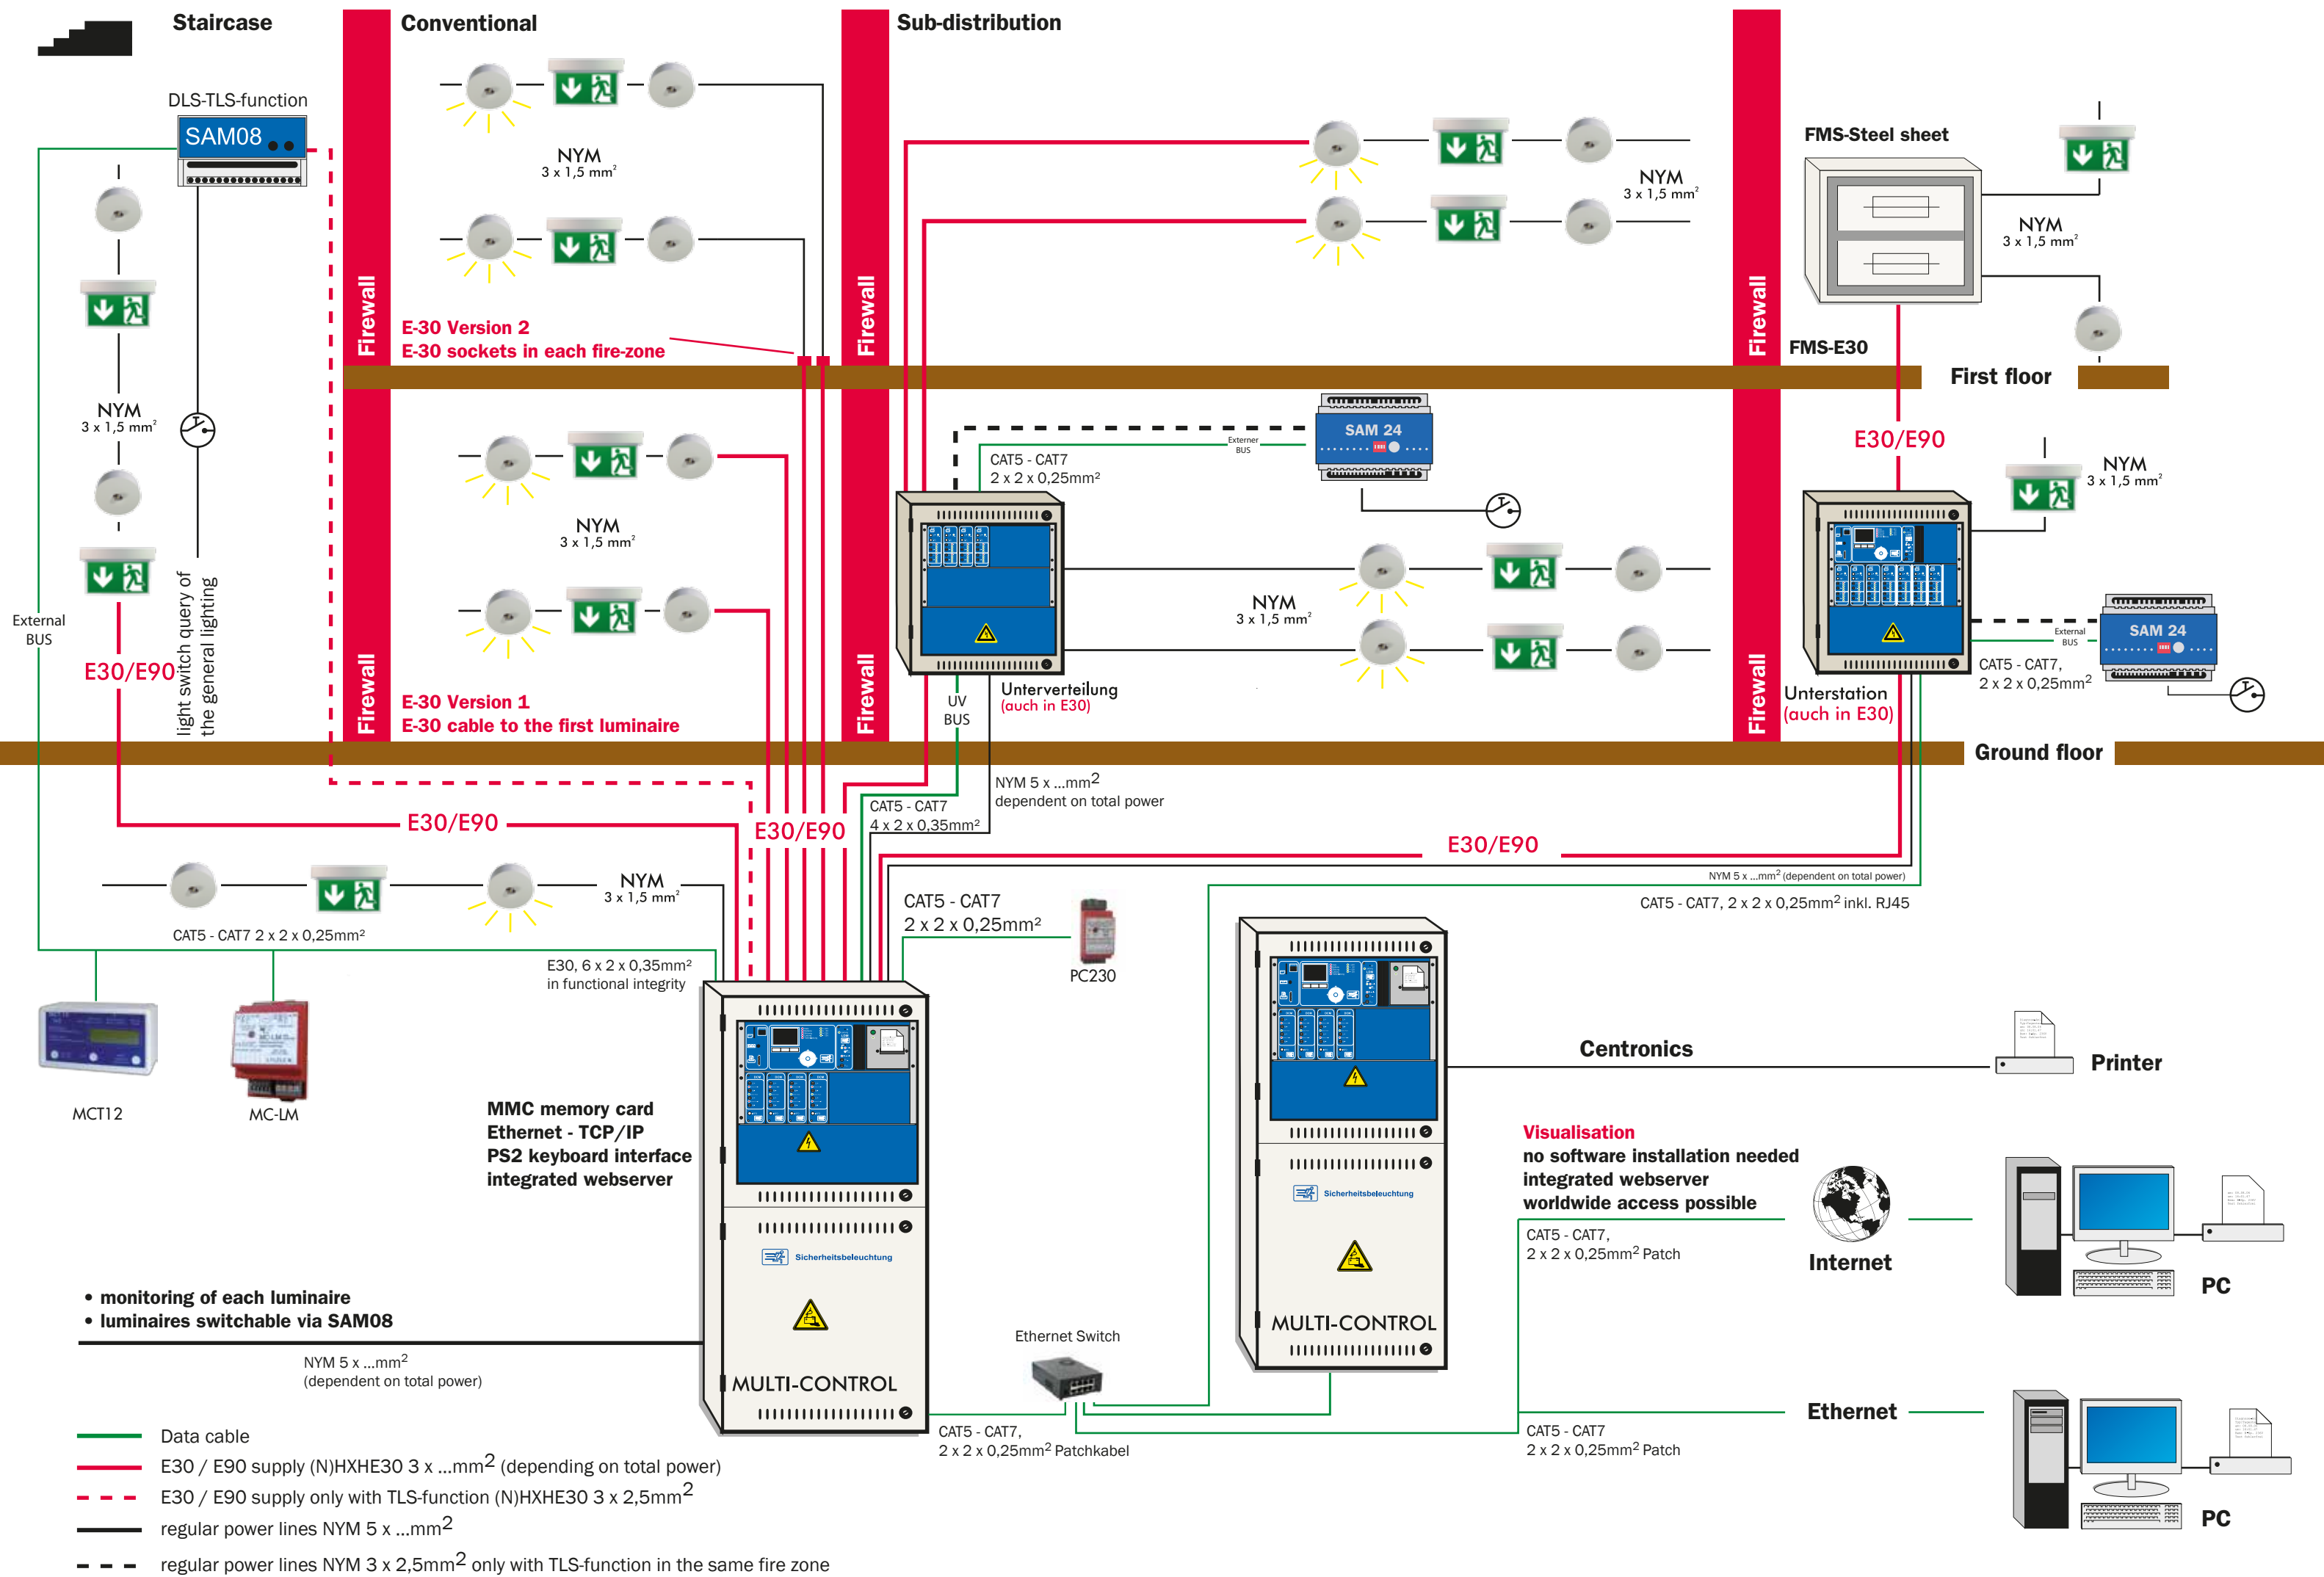 Staircase
Conventional
Sub-distribution
DLS-TLS-function
SAM08
NYM
3 x 1,5 mm²
NYM
3 x 1,5 mm²
FMS-Steel sheet
NYM
3 x 1,5 mm²
Firewall
Firewall
Firewall
E-30 Version 2
E-30 sockets in each fire-zone
FMS-E30
First floor
NYM
3 x 1,5 mm²
SAM 24
Externer
BUS
CAT5 - CAT7
2 x 2 x 0,25mm²
E30/E90
NYM
3 x 1,5 mm²
NYM
3 x 1,5 mm²
light switch query of
the general lighting
External
BUS
E30/E90
NYM
3 x 1,5 mm²
External
BUS
SAM 24
CAT5 - CAT7,
2 x 2 x 0,25mm²
Firewall
Firewall
Firewall
E-30 Version 1
E-30 cable to the first luminaire
UV
BUS
Unterverteilung
(auch in E30)
Unterstation
(auch in E30)
Ground floor
NYM 5 x ...mm²
dependent on total power
CAT5 - CAT7
4 x 2 x 0,35mm²
E30/E90
E30/E90
E30/E90
NYM 5 x ...mm² (dependent on total power)
CAT5 - CAT7, 2 x 2 x 0,25mm² inkl. RJ45
NYM
3 x 1,5 mm²
CAT5 - CAT7
2 x 2 x 0,25mm²
PC230
CAT5 - CAT7 2 x 2 x 0,25mm²
E30, 6 x 2 x 0,35mm²
in functional integrity
MCT12
MC-LM
MC-LM
MMC memory card
Ethernet - TCP/IP
PS2 keyboard interface
integrated webserver
Centronics
Printer
Visualisation
no software installation needed
integrated webserver
worldwide access possible
CAT5 - CAT7,
2 x 2 x 0,25mm² Patch
Internet
PC
Sicherheitsbeleuchtung
MULTI-CONTROL
Sicherheitsbeleuchtung
MULTI-CONTROL
• monitoring of each luminaire
• luminaires switchable via SAM08
NYM 5 x ...mm²
(dependent on total power)
Ethernet Switch
CAT5 - CAT7,
2 x 2 x 0,25mm² Patchkabel
Ethernet
CAT5 - CAT7
2 x 2 x 0,25mm² Patch
PC
Data cable
E30 / E90 supply (N)HXHE30 3 x ...mm² (depending on total power)
E30 / E90 supply only with TLS-function (N)HXHE30 3 x 2,5mm²
regular power lines NYM 5 x ...mm²
regular power lines NYM 3 x 2,5mm² only with TLS-function in the same fire zone